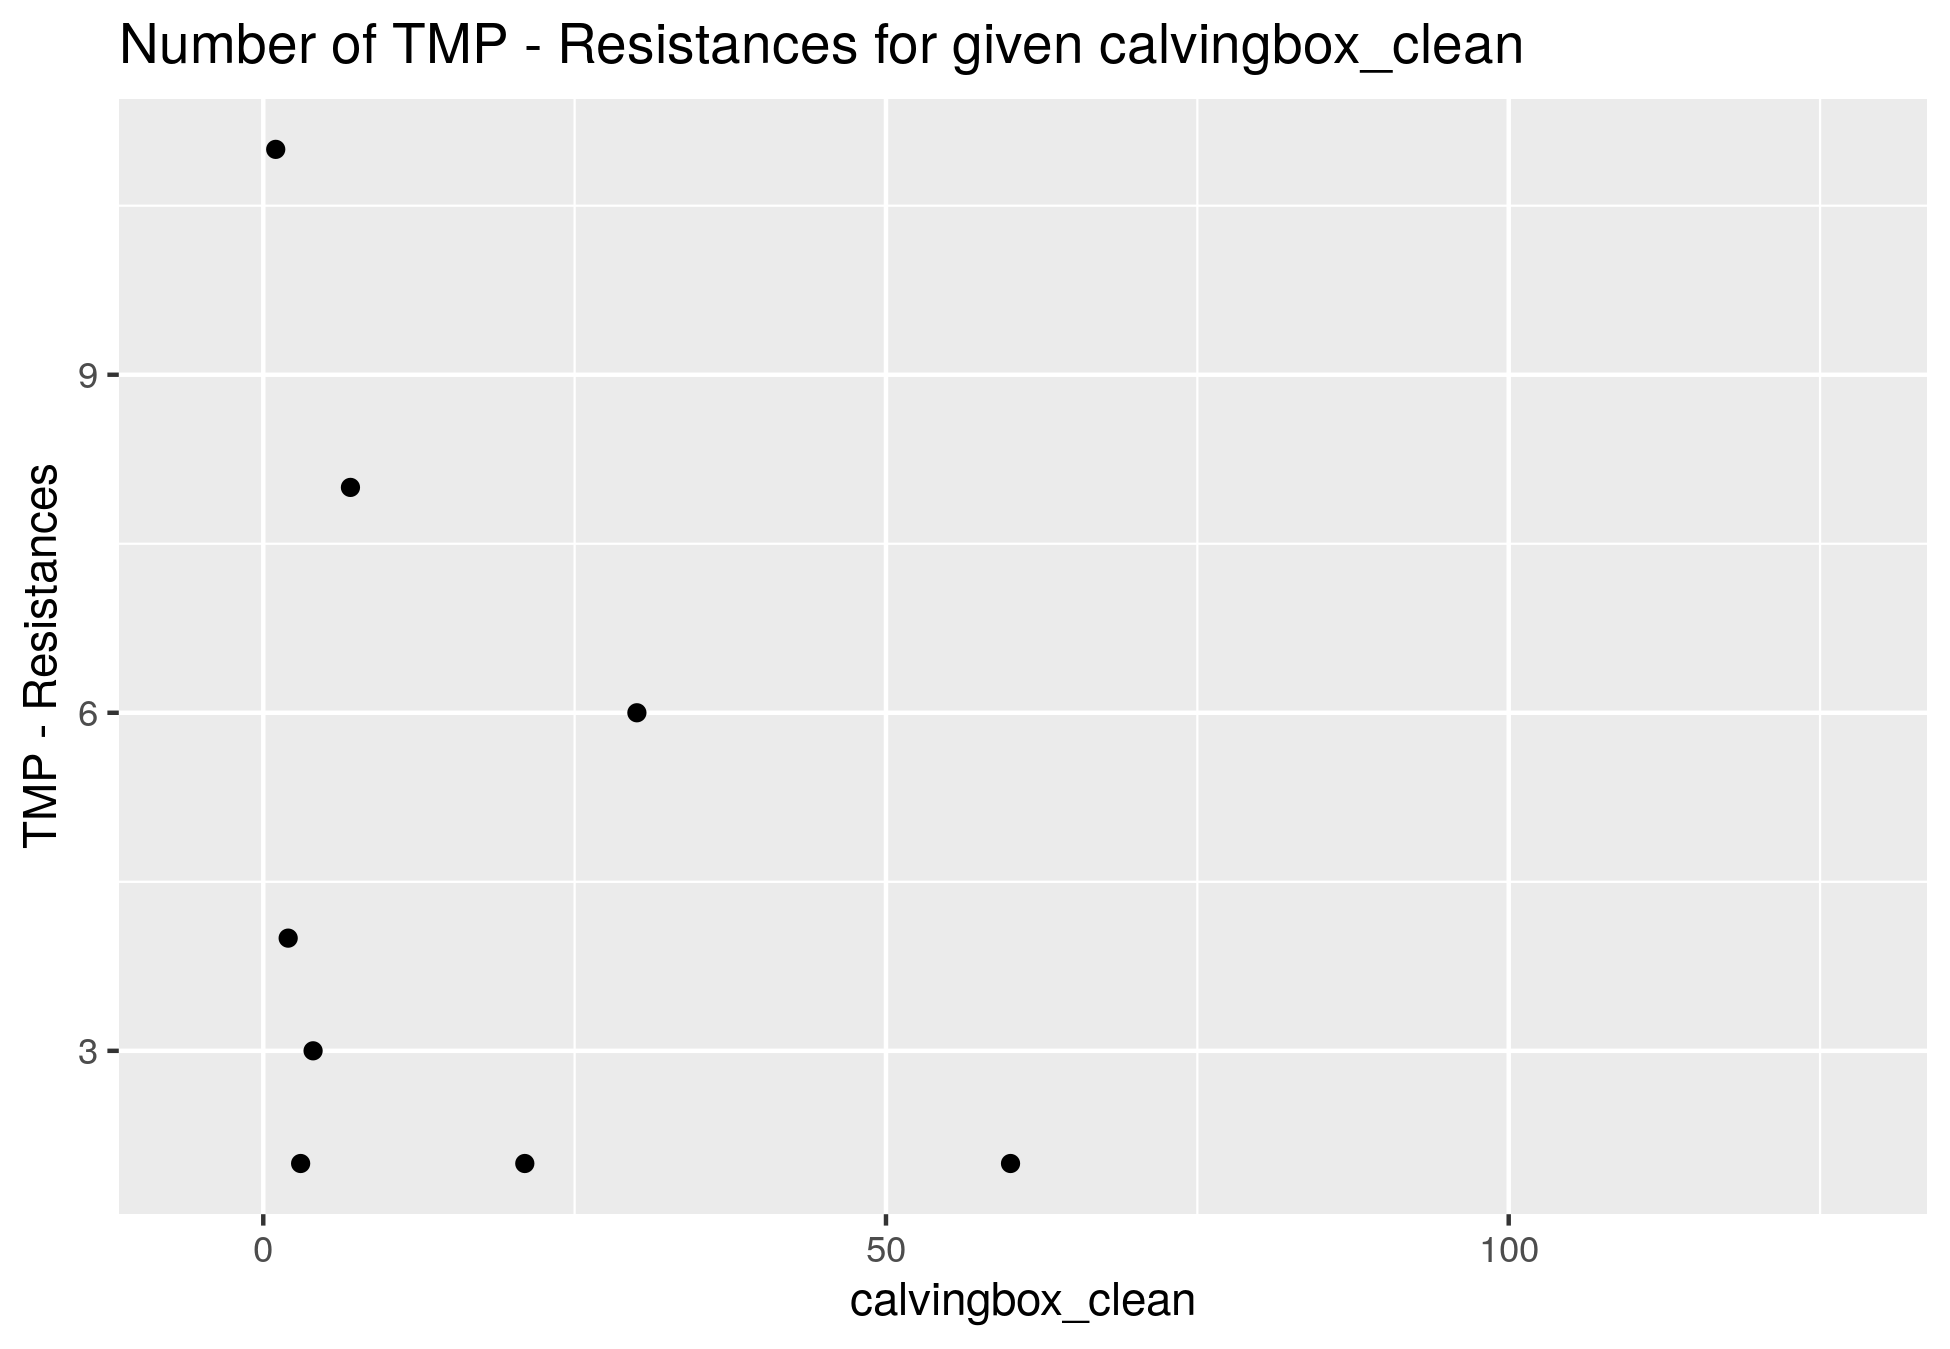 Number of TMP - Resistances for given calvingbox_clean
9
6
3
TMP - Resistances
0 50 100
calvingbox_clean